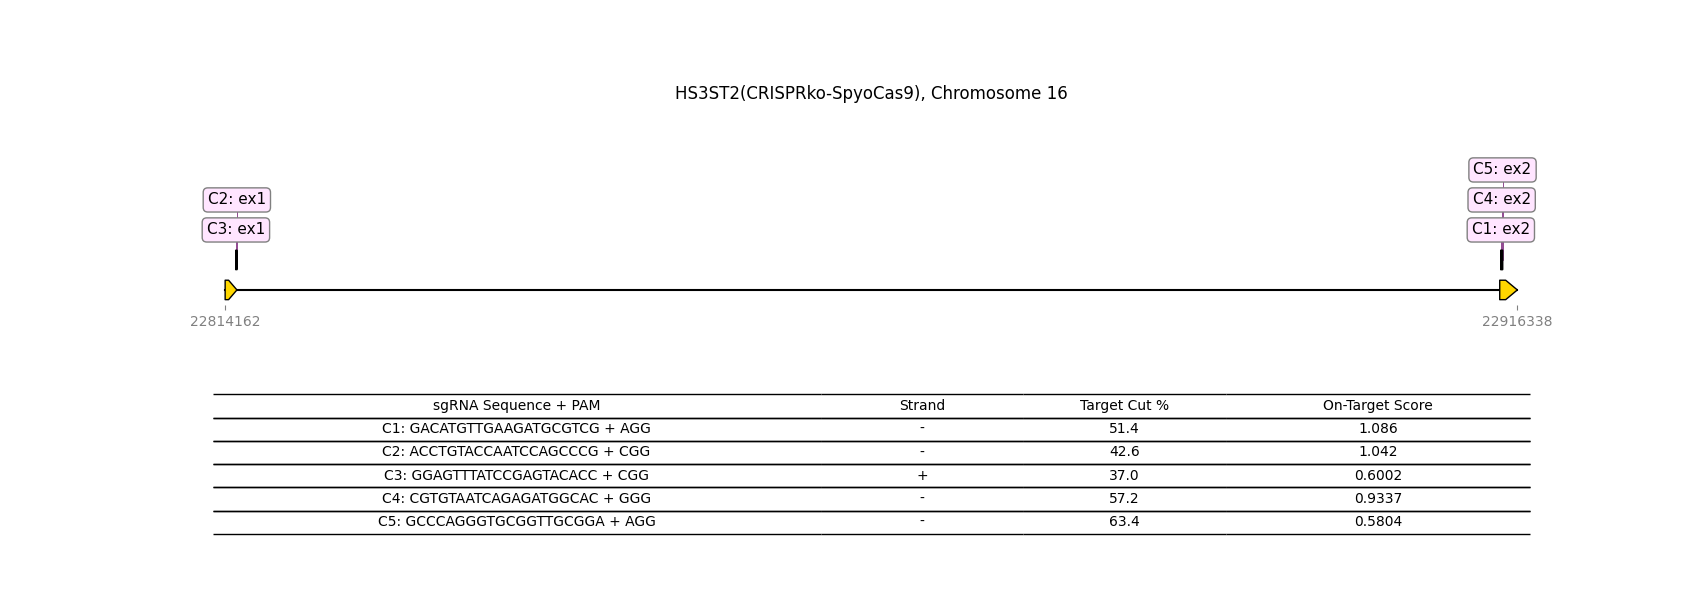 HS3ST2(CRISPRko-SpyoCas9), Chromosome 16
C5: ex2
C2: ex1 C4: ex2
C3: ex1 C1: ex2
22814162 22916338
sgRNA Sequence + PAM Strand Target Cut % On-Target Score
C1: GACATGTTGAAGATGCGTCG + AGG - 51.4 1.086
C2: ACCTGTACCAATCCAGCCCG + CGG - 42.6 1.042
C3: GGAGTTTATCCGAGTACACC + CGG + 37.0 0.6002
C4: CGTGTAATCAGAGATGGCAC + GGG - 57.2 0.9337
C5: GCCCAGGGTGCGGTTGCGGA + AGG - 63.4 0.5804